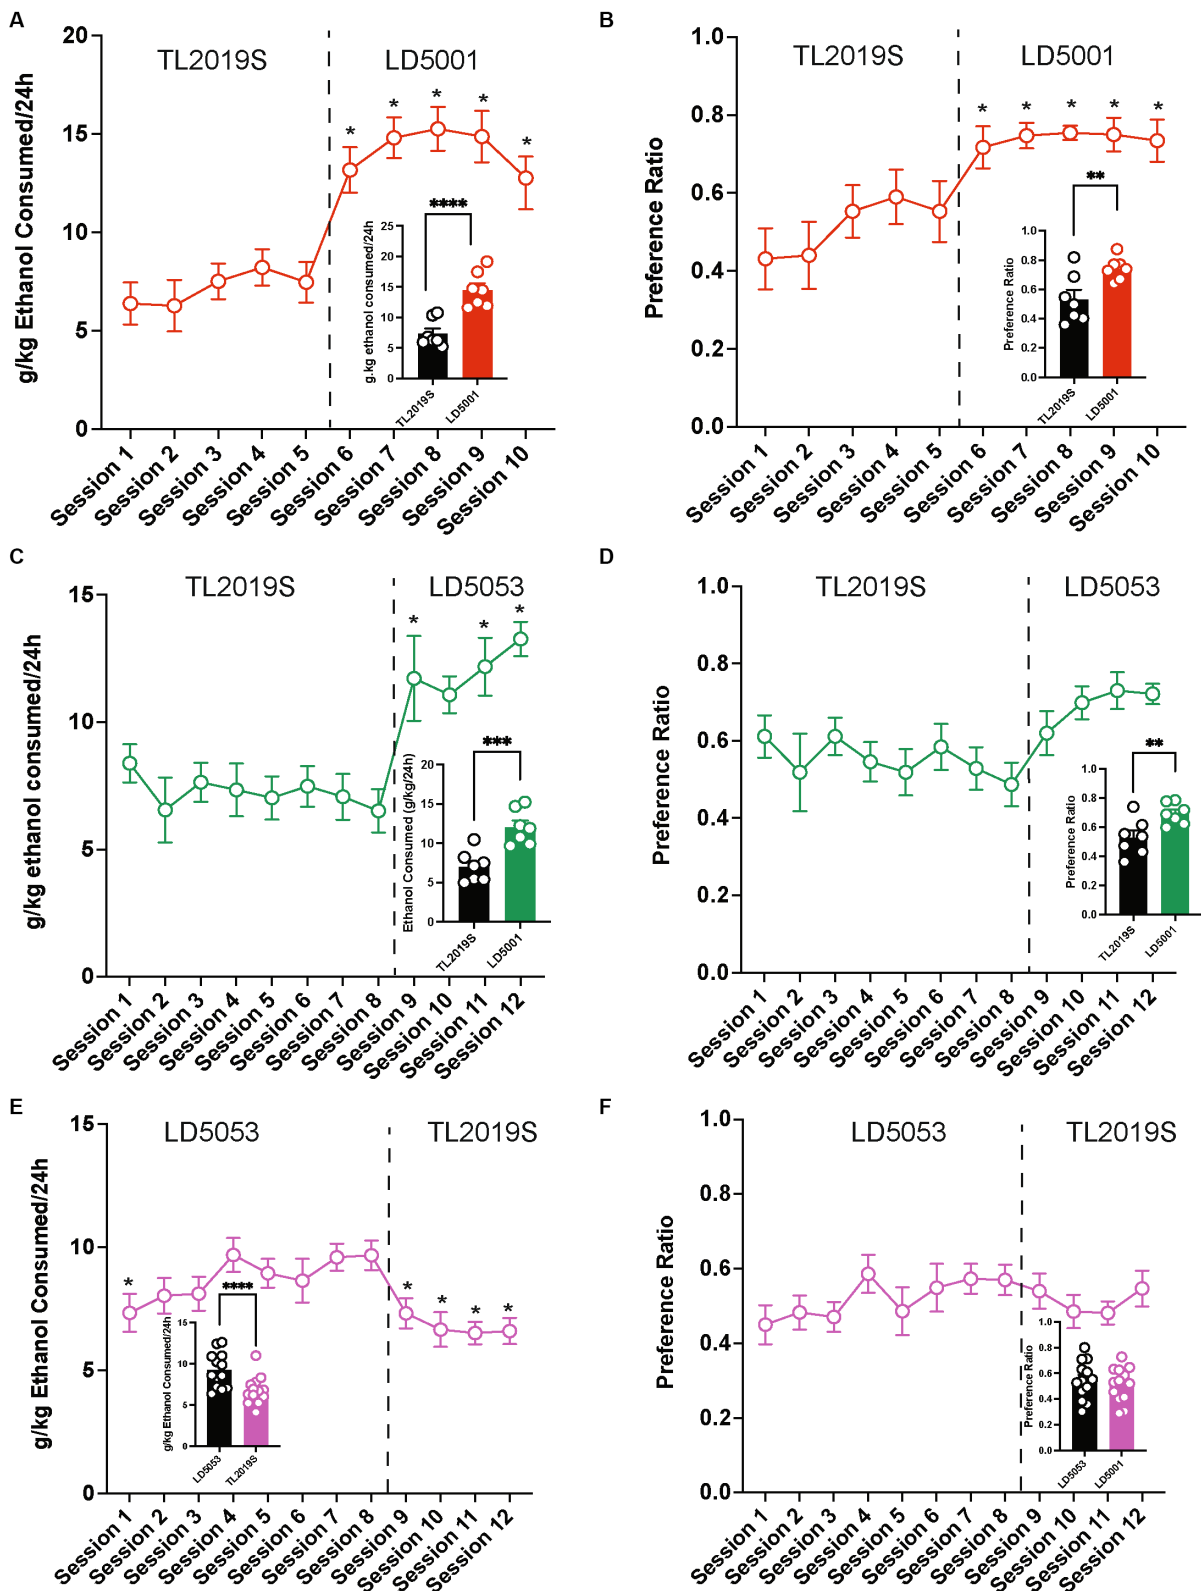 A
TL2019S
LD5001
g/kg Ethanol Consumed/24h
20
15
10
5
0
* * * * *
Session 1
Session 2
Session 3
Session 4
Session 5
Session 6
Session 7
Session 8
Session 9
Session 10
****
g.kg ethanol consumed/24h
25
20
15
10
5
0
TL2019S
LD5001
B
TL2019S
LD5001
Preference Ratio
1.0
0.8
0.6
0.4
0.2
0.0
* * * * *
Session 1
Session 2
Session 3
Session 4
Session 5
Session 6
Session 7
Session 8
Session 9
Session 10
**
Preference Ratio
1.0
0.8
0.6
0.4
0.2
0.0
TL2019S
LD5001
C
TL2019S
LD5053
g/kg ethanol consumed/24h
15
10
5
0
* * *
Session 1
Session 2
Session 3
Session 4
Session 5
Session 6
Session 7
Session 8
Session 9
Session 10
Session 11
Session 12
***
Ethanol Consumed (g/kg/24h)
20
15
10
5
0
TL2019S
LD5001
D
TL2019S
LD5053
Preference Ratio
1.0
0.8
0.6
0.4
0.2
0.0
Session 1
Session 2
Session 3
Session 4
Session 5
Session 6
Session 7
Session 8
Session 9
Session 10
Session 11
Session 12
**
Preference Ratio
1.0
0.8
0.6
0.4
0.2
0.0
TL2019S
LD5001
E
LD5053
TL2019S
g/kg Ethanol Consumed/24h
15
10
5
0
* * * * *
Session 1
Session 2
Session 3
Session 4
Session 5
Session 6
Session 7
Session 8
Session 9
Session 10
Session 11
Session 12
****
g/kg Ethanol Consumed/24h
15
10
5
0
LD5053
TL2019S
F
LD5053
TL2019S
Preference Ratio
1.0
0.8
0.6
0.4
0.2
0.0
Session 1
Session 2
Session 3
Session 4
Session 5
Session 6
Session 7
Session 8
Session 9
Session 10
Session 11
Session 12
Preference Ratio
1.0
0.8
0.6
0.4
0.2
0.0
LD5053
LD5001